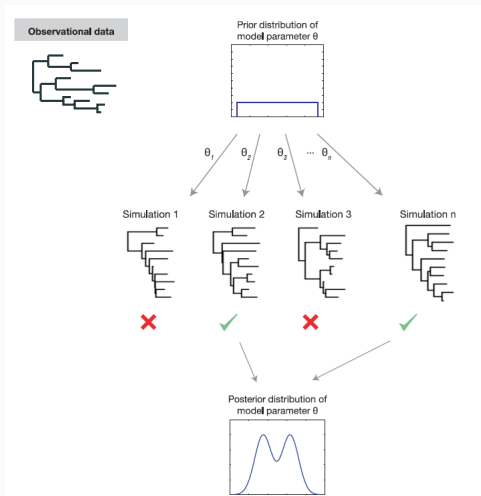 Observational data
Prior distribution of
model parameter θ
θ1 θ2 θ3 ... θn
Simulation 1 Simulation 2 Simulation 3 Simulation n
Posterior distribution of
model parameter θ